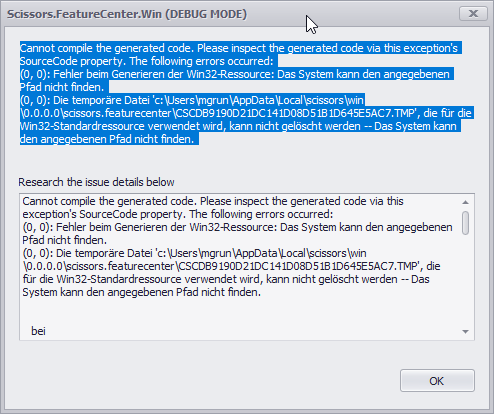 Scissors.FeatureCenter.Win (DEBUG MODE)
Cannot compile the generated code. Please inspect the generated code via this exception's
SourceCode property. The following errors occurred:
(0, 0): Fehler beim Generieren der Win32-Ressource: Das System kann den angegebenen
Pfad nicht finden.
(0, 0): Die temporäre Datei 'c:\Users\mgrun\AppData\Local\scissors\win
\0.0.0.0\scissors.featurecenter\CSCDB9190D21DC141D08D51B1D645E5AC7.TMP', die für die
Win32-Standardressource verwendet wird, kann nicht gelöscht werden -- Das System kann
den angegebenen Pfad nicht finden.
Research the issue details below
Cannot compile the generated code. Please inspect the generated code via this
exception's SourceCode property. The following errors occurred:
(0, 0): Fehler beim Generieren der Win32-Ressource: Das System kann den angegebenen
Pfad nicht finden.
(0, 0): Die temporäre Datei 'c:\Users\mgrun\AppData\Local\scissors\win
\0.0.0.0\scissors.featurecenter\CSCDB9190D21DC141D08D51B1D645E5AC7.TMP', die
für die Win32-Standardressource verwendet wird, kann nicht gelöscht werden -- Das
System kann den angegebenen Pfad nicht finden.
bei
OK